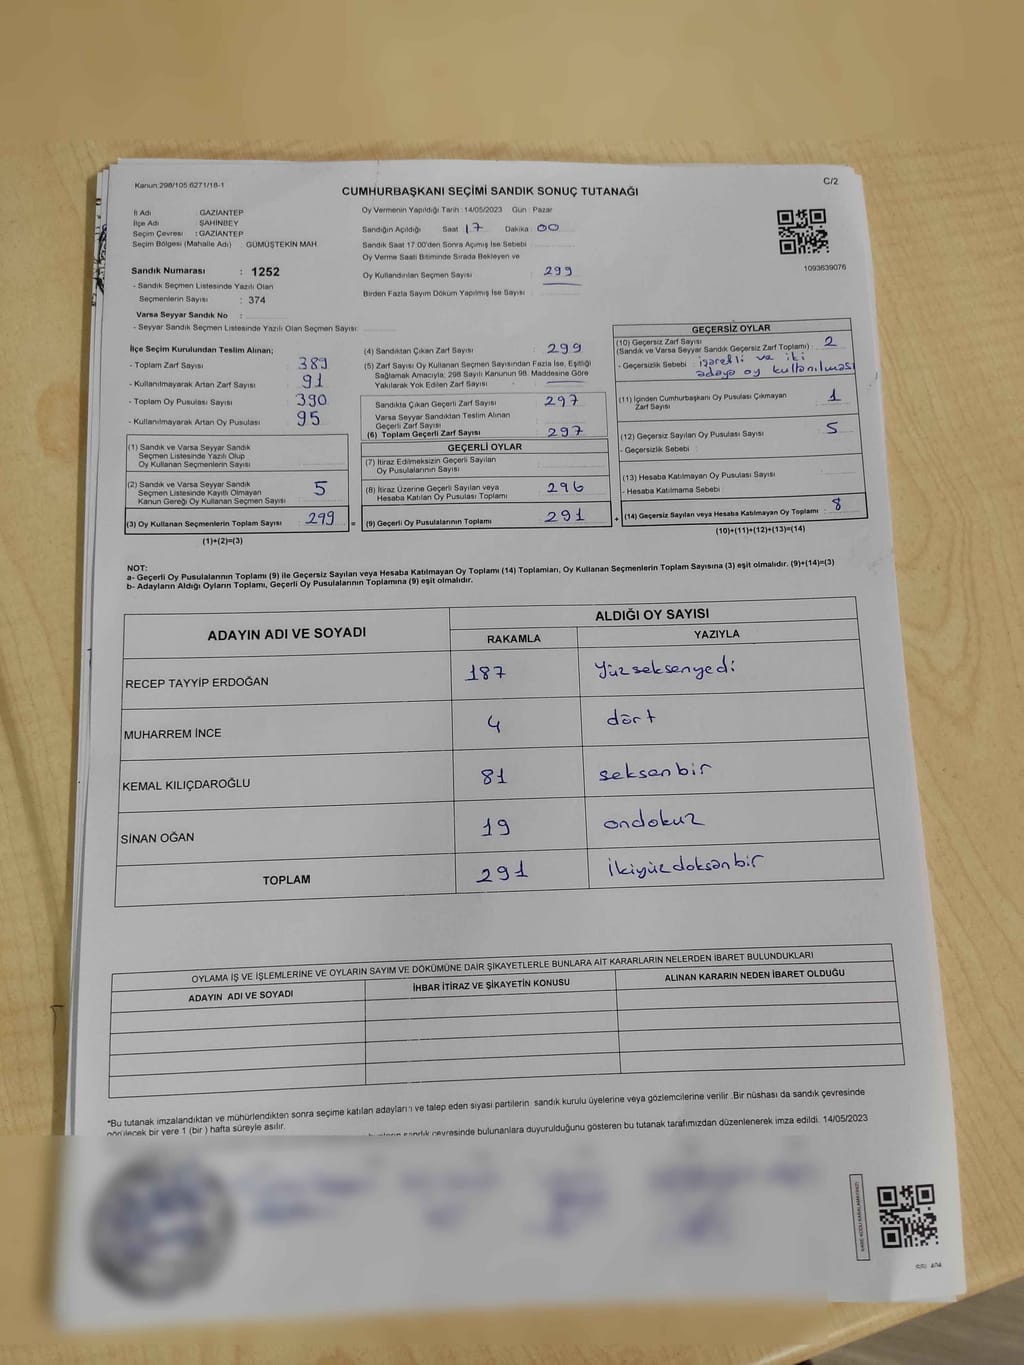 Kanun:298/105 6271/18-1
C/2
CUMHURBAŞKANI SEÇİMİ SANDIK SONUÇ TUTANAĞI
İl Adı : GAZİANTEP
İlçe Adı : ŞAHİNBEY
Seçim Çevresi : GAZİANTEP
Seçim Bölgesi (Mahalle Adı) : GÜMÜŞTEKİN MAH.
Sandık Numarası : 1252
- Sandık Seçmen Listesinde Yazılı Olan
Seçmenlerin Sayısı : 374
Varsa Seyyar Sandık No :
- Seyyar Sandık Seçmen Listesinde Yazılı Olan Seçmen Sayısı:
Oy Vermenin Yapıldığı Tarih : 14/05/2023 Gün : Pazar
Sandığın Açıldığı Saat 17 Dakika : 00
Sandık Saat 17.00'den Sonra Açımış İse Sebebi
Oy Verme Saati Bitiminde Sırada Bekleyen ve
Oy Kullandırılan Seçmen Sayısı : 299
Birden Fazla Sayım Döküm Yapılmış İse Sayısı :
1093639076
İlçe Seçim Kurulundan Teslim Alınan;
- Toplam Zarf Sayısı : 389
- Kullanılmayarak Artan Zarf Sayısı : 91
- Toplam Oy Pusulası Sayısı : 390
- Kullanılmayarak Artan Oy Pusulası : 95
(1) Sandık ve Varsa Seyyar Sandık
Seçmen Listesinde Yazılı Olup
Oy Kullanan Seçmenlerin Sayısı :
(2) Sandık ve Varsa Seyyar Sandık
Seçmen Listesinde Kayıtlı Olmayan
Kanun Gereği Oy Kullanan Seçmen Sayısı : 5
(3) Oy Kullanan Seçmenlerin Toplam Sayısı : 299 =
(1)+(2)=(3)
(4) Sandıktan Çıkan Zarf Sayısı : 299
(5) Zarf Sayısı Oy Kullanan Seçmen Sayısından Fazla İse, Eşitliği
Sağlamak Amacıyla; 298 Sayılı Kanunun 98. Maddesine Göre
Yakılarak Yok Edilen Zarf Sayısı :
Sandıkta Çıkan Geçerli Zarf Sayısı : 297
Varsa Seyyar Sandıktan Teslim Alınan
Geçerli Zarf Sayısı :
(6) Toplam Geçerli Zarf Sayısı : 297
GEÇERLİ OYLAR
(7) İtiraz Edilmeksizin Geçerli Sayılan
Oy Pusulalarının Sayısı :
(8) İtiraz Üzerine Geçerli Sayılan veya
Hesaba Katılan Oy Pusulası Toplamı : 296
(9) Geçerli Oy Pusulalarının Toplamı : 291 +
GEÇERSİZ OYLAR
(10) Geçersiz Zarf Sayısı : 2
(Sandık ve Varsa Seyyar Sandık Geçersiz Zarf Toplamı)
- Geçersizlik Sebebi : işaretli ve iki
adaya oy kullanılması
(11) İçinden Cumhurbaşkanı Oy Pusulası Çıkmayan
Zarf Sayısı : 1
(12) Geçersiz Sayılan Oy Pusulası Sayısı : 5
- Geçersizlik Sebebi :
(13) Hesaba Katılmayan Oy Pusulası Sayısı :
- Hesaba Katılmama Sebebi :
(14) Geçersiz Sayılan veya Hesaba Katılmayan Oy Toplamı : 8
(10)+(11)+(12)+(13)=(14)
NOT:
a- Geçerli Oy Pusulalarının Toplamı (9) ile Geçersiz Sayılan veya Hesaba Katılmayan Oy Toplamı (14) Toplamları, Oy Kullanan Seçmenlerin Toplam Sayısına (3) eşit olmalıdır. (9)+(14)=(3)
b- Adayların Aldığı Oyların Toplamı, Geçerli Oy Pusulalarının Toplamına (9) eşit olmalıdır.
ADAYIN ADI VE SOYADI
ALDIĞI OY SAYISI
RAKAMLA YAZIYLA
RECEP TAYYİP ERDOĞAN 187 Yüzseksenyedi
MUHARREM İNCE 4 dört
KEMAL KILIÇDAROĞLU 81 seksenbir
SİNAN OĞAN 19 ondokuz
TOPLAM 291 İkiyüzdoksanbir
OYLAMA İŞ VE İŞLEMLERİNE VE OYLARIN SAYIM VE DÖKÜMÜNE DAİR ŞİKAYETLERLE BUNLARA AİT KARARLARIN NELERDEN İBARET BULUNDUKLARI
ADAYIN ADI VE SOYADI İHBAR İTİRAZ VE ŞİKAYETİN KONUSU ALINAN KARARIN NEDEN İBARET OLDUĞU
*Bu tutanak imzalandıktan ve mühürlendikten sonra seçime katılan adayların ve talep eden siyasi partilerin sandık kurulu üyelerine veya gözlemcilerine verilir. Bir nüshası da sandık çevresinde
görülecek bir yere 1 (bir ) hafta süreyle asılır.
sandık çevresinde bulunanlara duyurulduğunu gösteren bu tutanak tarafımızdan düzenlenerek imza edildi. 14/05/2023